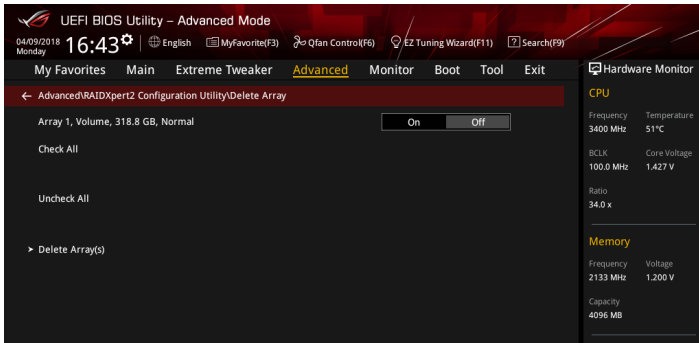 UEFI BIOS Utility – Advanced Mode
04/09/2018 Monday 16:43 English MyFavorite(F3) Qfan Control(F6) EZ Tuning Wizard(F11) Search(F9)
My Favorites Main Extreme Tweaker Advanced Monitor Boot Tool Exit
Hardware Monitor
← Advanced\RAIDXpert2 Configuration Utility\Delete Array
Array 1, Volume, 318.8 GB, Normal On Off
Check All
Uncheck All
➤ Delete Array(s)
CPU
Frequency Temperature
3400 MHz 51°C
BCLK Core Voltage
100.0 MHz 1.427 V
Ratio
34.0 x
Memory
Frequency Voltage
2133 MHz 1.200 V
Capacity
4096 MB